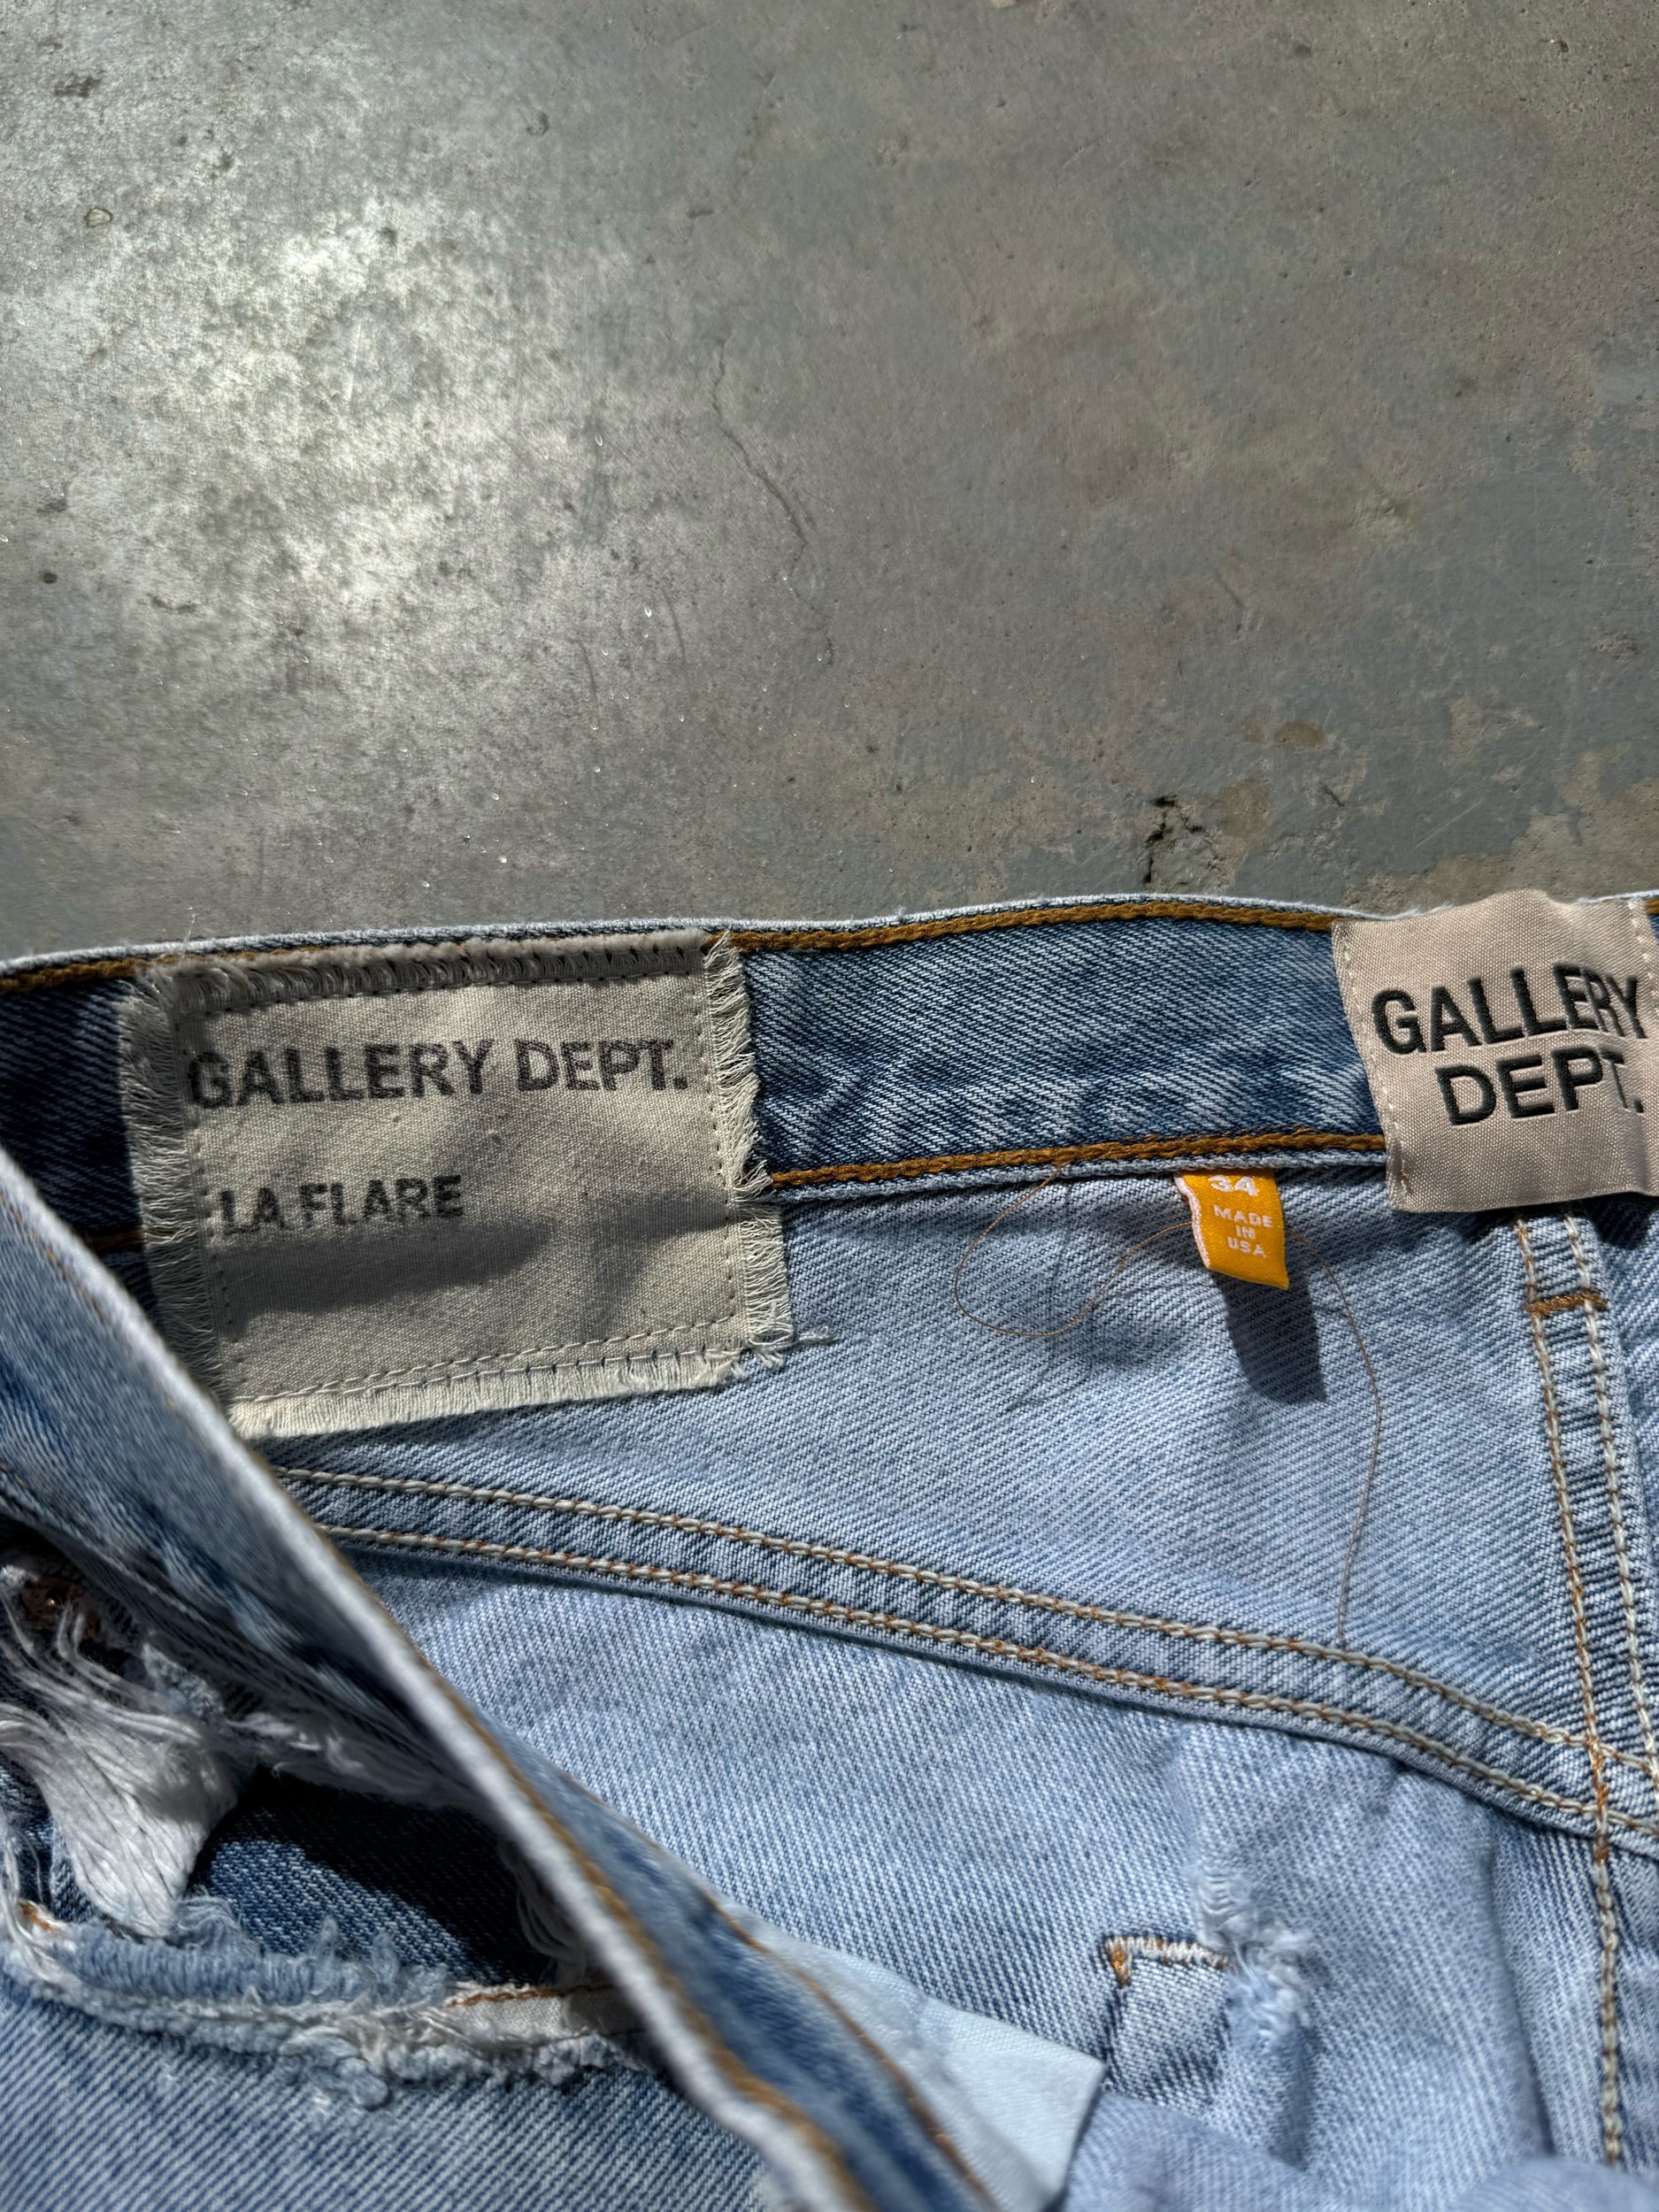 GALLERY DEPT.
LA FLARE
34
MADE
IN
USA
GALLERY
DEPT.